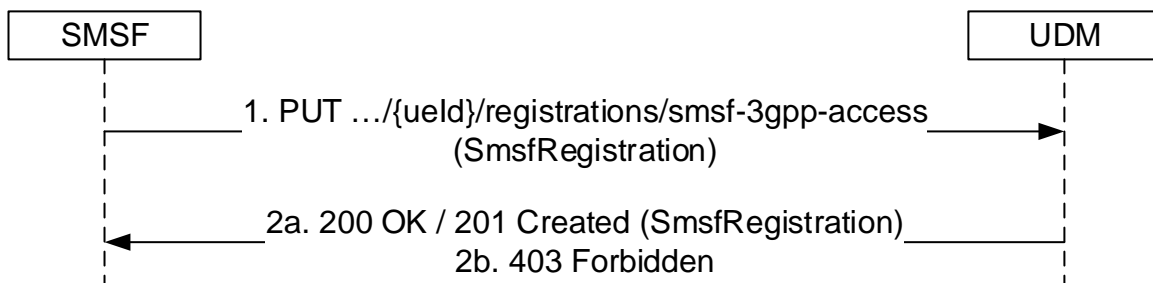 SMSF
UDM
1. PUT …/{ueId}/registrations/smsf-3gpp-access
(SmsfRegistration)
2a. 200 OK / 201 Created (SmsfRegistration)
2b. 403 Forbidden